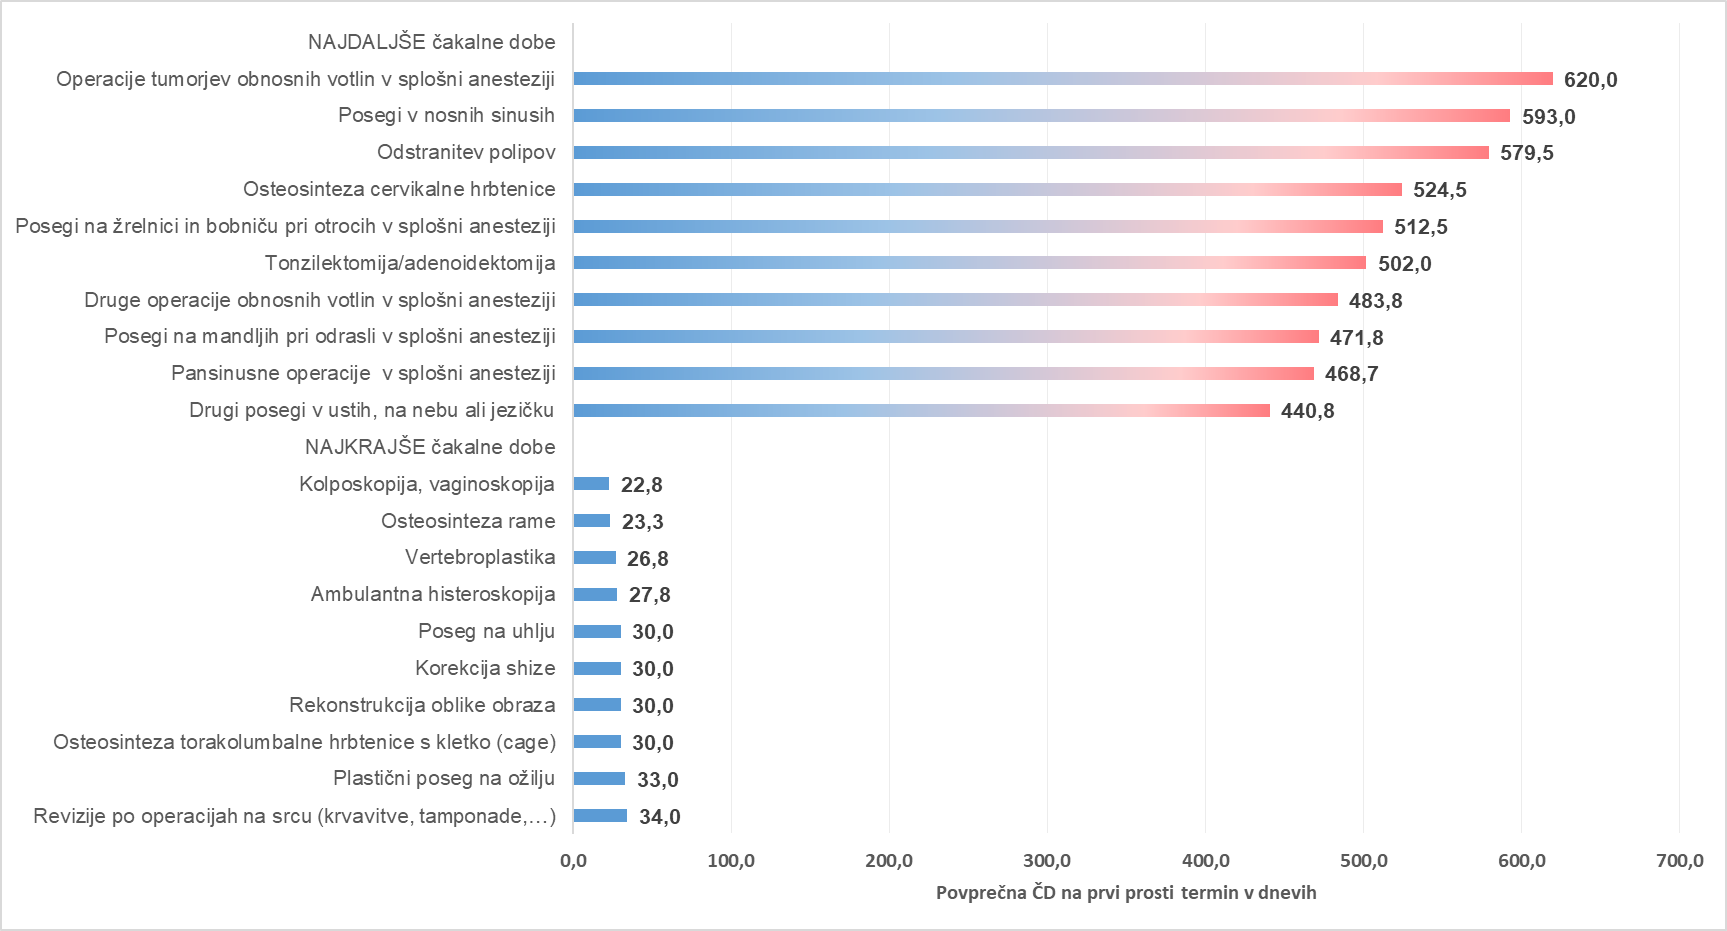 NAJDALJŠE čakalne dobe
Operacije tumorjev obnosnih votlin v splošni anesteziji 620,0
Posegi v nosnih sinusih 593,0
Odstranitev polipov 579,5
Osteosinteza cervikalne hrbtenice 524,5
Posegi na žrelnici in bobniču pri otrocih v splošni anesteziji 512,5
Tonzilektomija/adenoidektomija 502,0
Druge operacije obnosnih votlin v splošni anesteziji 483,8
Posegi na mandljih pri odrasli v splošni anesteziji 471,8
Pansinusne operacije  v splošni anesteziji 468,7
Drugi posegi v ustih, na nebu ali jezičku 440,8
NAJKRAJŠE čakalne dobe
Kolposkopija, vaginoskopija 22,8
Osteosinteza rame 23,3
Vertebroplastika 26,8
Ambulantna histeroskopija 27,8
Poseg na uhlju 30,0
Korekcija shize 30,0
Rekonstrukcija oblike obraza 30,0
Osteosinteza torakolumbalne hrbtenice s kletko (cage) 30,0
Plastični poseg na ožilju 33,0
Revizije po operacijah na srcu (krvavitve, tamponade,…) 34,0
0,0 100,0 200,0 300,0 400,0 500,0 600,0 700,0
Povprečna ČD na prvi prosti termin v dnevih